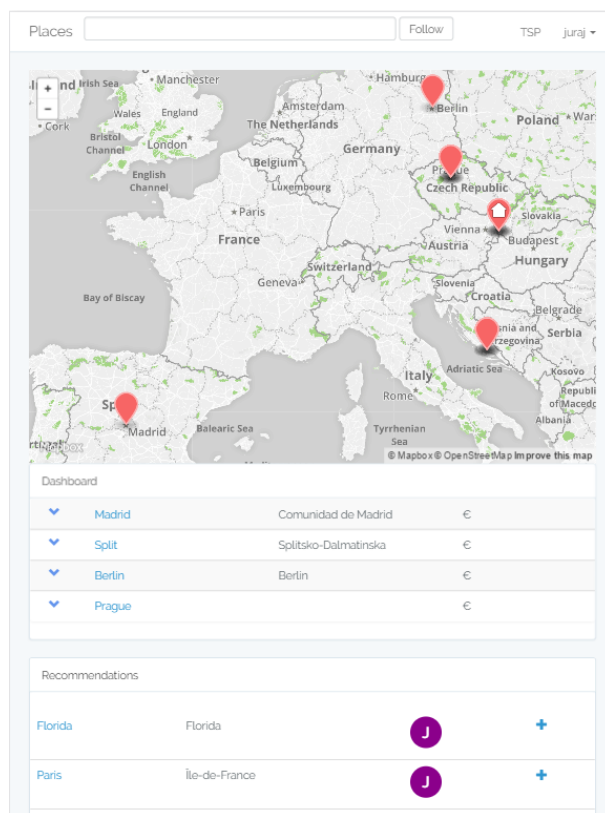 Places Follow TSP juraj
Irish Sea Manchester Hamburg
+
-
Amsterdam Berlin
Wales England The Netherlands Poland
Cork
Bristol Channel London Germany
Belgium Prague
English Channel Luxembourg Czech Republic
Paris Slovakia
France Vienna Budapest
Austria
Switzerland Hungary
Geneva Slovenia
Croatia
Bay of Biscay Belgrade
Serbia
Adriatic Sea
Italy Kosovo
Rome
Albania
Madrid Balearic Sea Tyrrhenian Sea
© Mapbox © OpenStreetMap Improve this map
Dashboard
Madrid Comunidad de Madrid €
Split Splitsko-Dalmatinska €
Berlin Berlin €
Prague €
Recommendations
Florida Florida J +
Paris Île-de-France J +